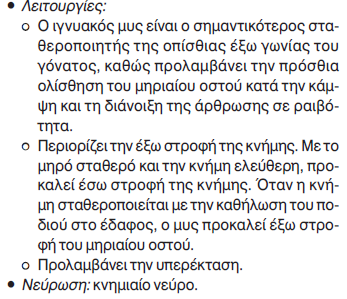 • Λειτουργίες:
○ Ο ιγνυακός μυς είναι ο σημαντικότερος στα-
θεροποιητής της οπίσθιας έξω γωνίας του
γόνατος, καθώς προλαμβάνει την πρόσθια
ολίσθηση του μηριαίου οστού κατά την κάμ-
ψη και τη διάνοιξη της άρθρωσης σε ραιβό-
τητα.
○ Περιορίζει την έξω στροφή της κνήμης. Με το
μηρό σταθερό και την κνήμη ελεύθερη, προ-
καλεί έσω στροφή της κνήμης. Όταν η κνή-
μη σταθεροποιείται με την καθήλωση του πο-
διού στο έδαφος, ο μυς προκαλεί έξω στρο-
φή του μηριαίου οστού.
○ Προλαμβάνει την υπερέκταση.
• Νεύρωση: κνημιαίο νεύρο.